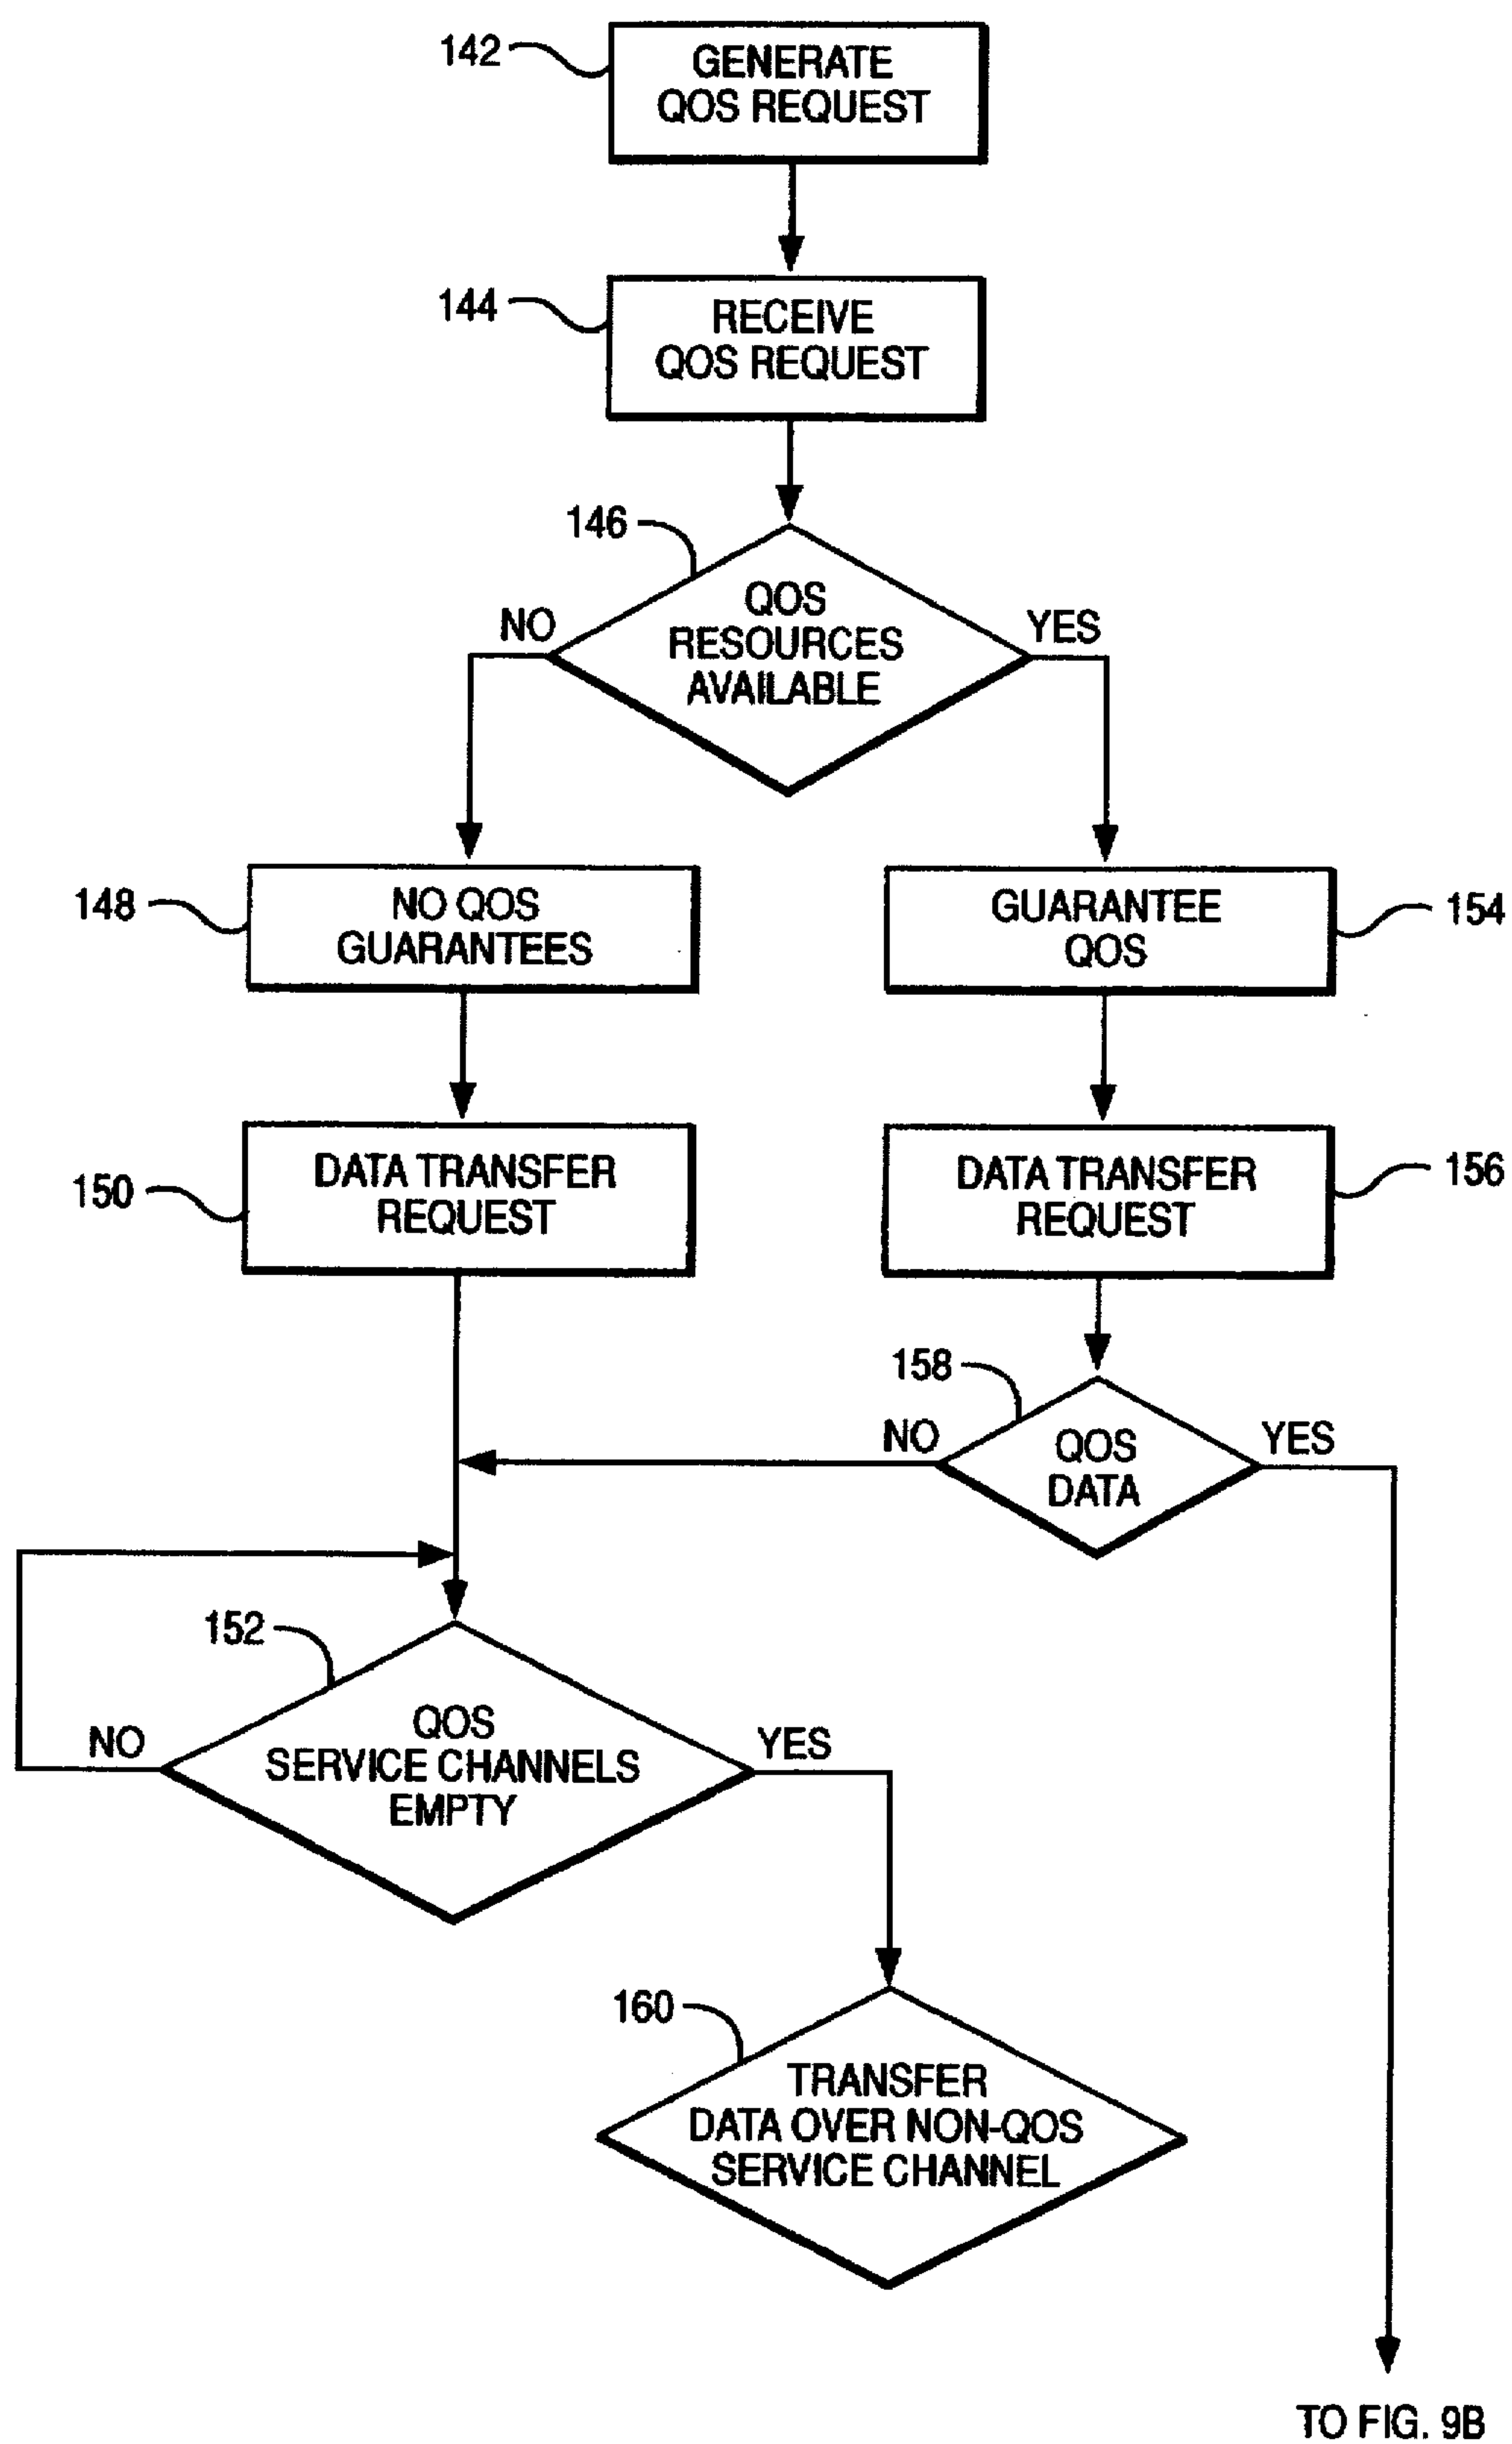 142
GENERATE
QOS REQUEST
144
RECEIVE
QOS REQUEST
146
QOS
RESOURCES
AVAILABLE
NO
YES
148
NO QOS
GUARANTEES
GUARANTEE
QOS
154
150
DATA TRANSFER
REQUEST
DATA TRANSFER
REQUEST
156
158
NO
QOS
DATA
YES
152
NO
QOS
SERVICE CHANNELS
EMPTY
YES
160
TRANSFER
DATA OVER NON-QOS
SERVICE CHANNEL
TO FIG. 9B